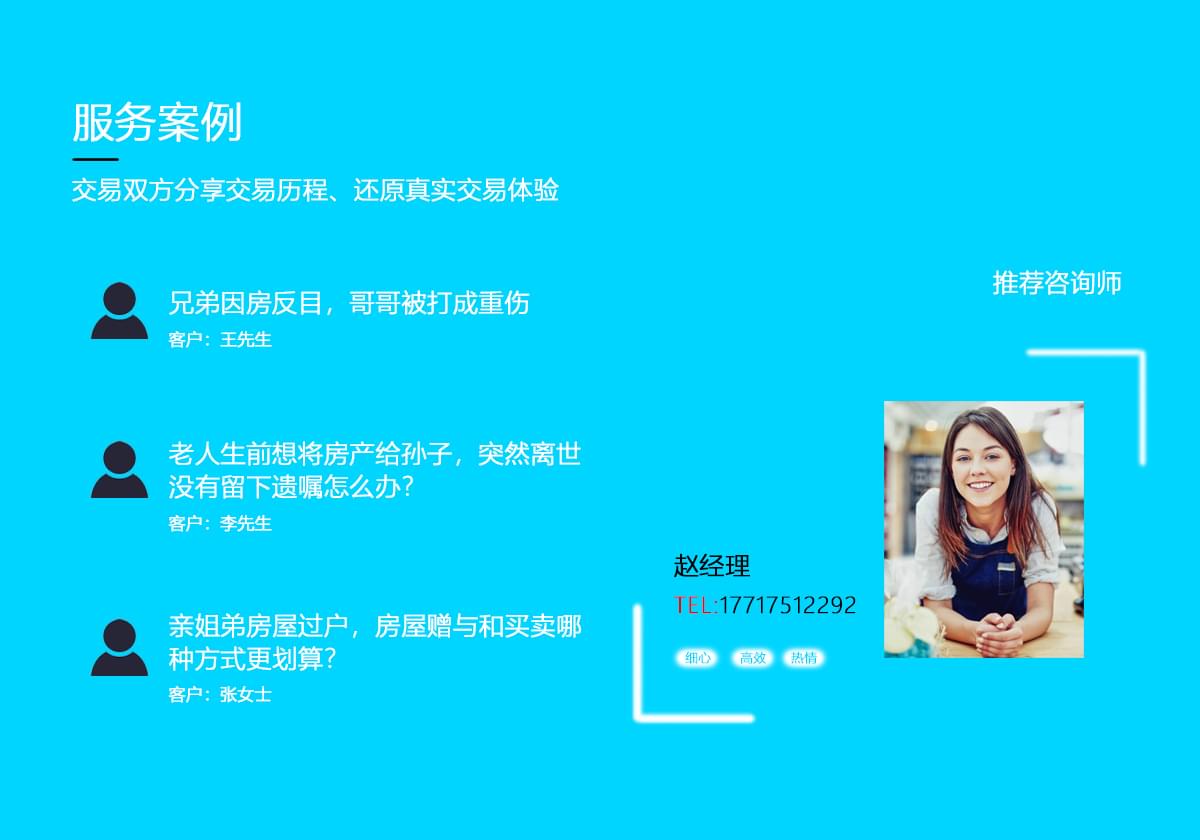 服务案例
交易双方分享交易历程、还原真实交易体验
兄弟因房反目，哥哥被打成重伤
客户：王先生
老人生前想将房产给孙子，突然离世
没有留下遗嘱怎么办？
客户：李先生
亲姐弟房屋过户，房屋赠与和买卖哪
种方式更划算？
客户：张女士
推荐咨询师
赵经理
TEL:17717512292
细心 高效 热情